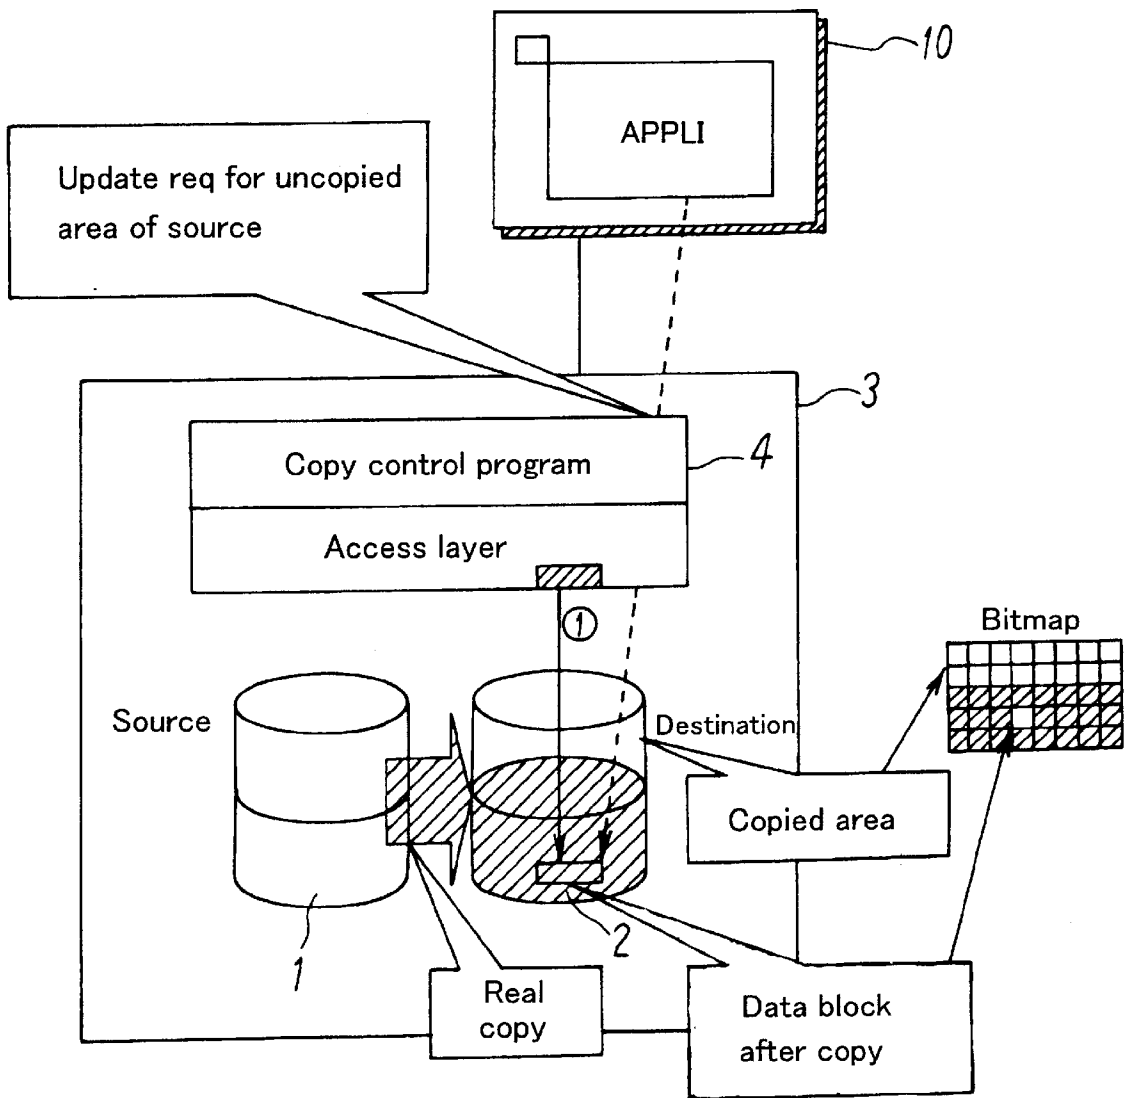 10
APPLI
Update req for uncopied
area of source
3
Copy control program
4
Access layer
①
Bitmap
Source
Destination
Copied area
1
2
Real
copy
Data block
after copy